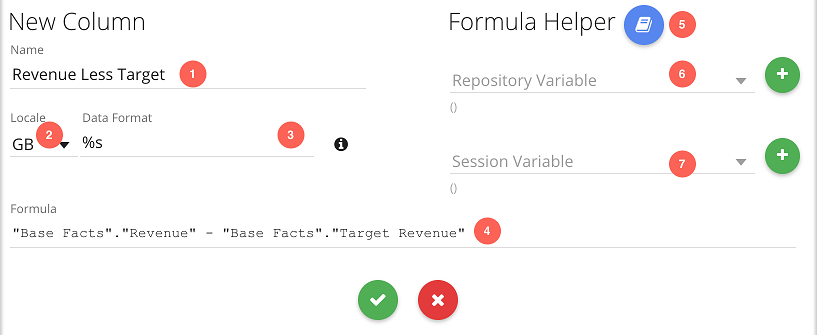 New Column
Name
Revenue Less Target 1
Locale Data Format
GB 2 %s 3
Formula Helper 5
Repository Variable 6
()
Session Variable 7
()
Formula
"Base Facts"."Revenue" - "Base Facts"."Target Revenue" 4